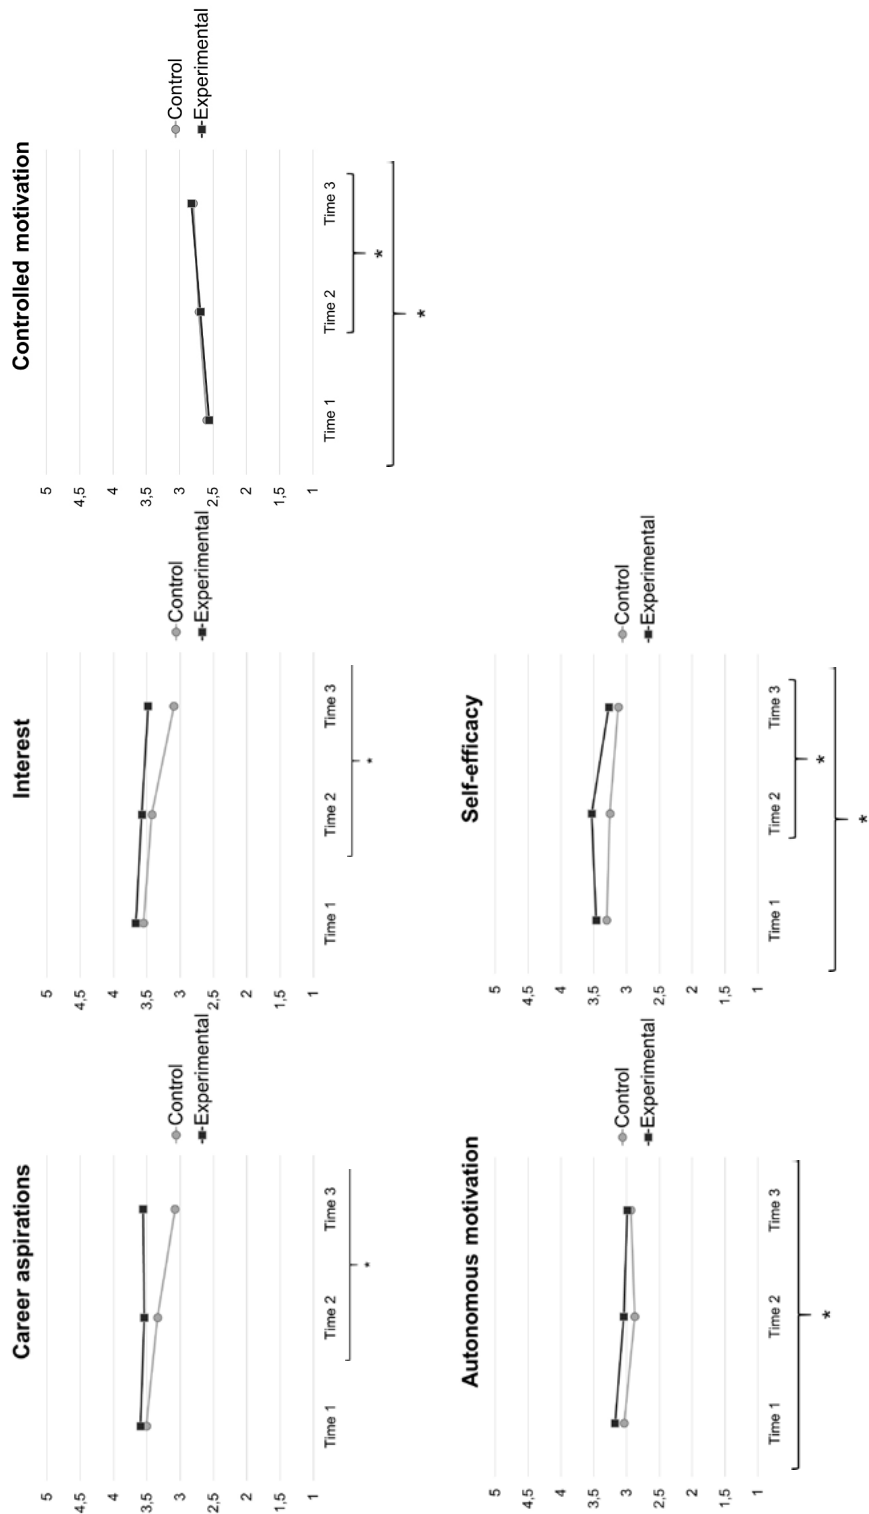 Career aspirations
5
4,5
4
3,5
3
2,5
2
1,5
1
Time 1
Time 2
Time 3
Control
Experimental
*
Interest
5
4,5
4
3,5
3
2,5
2
1,5
1
Time 1
Time 2
Time 3
Control
Experimental
*
Controlled motivation
5
4,5
4
3,5
3
2,5
2
1,5
1
Time 1
Time 2
Time 3
Control
Experimental
*
*
Autonomous motivation
5
4,5
4
3,5
3
2,5
2
1,5
1
Time 1
Time 2
Time 3
Control
Experimental
*
Self-efficacy
5
4,5
4
3,5
3
2,5
2
1,5
1
Time 1
Time 2
Time 3
Control
Experimental
*
*